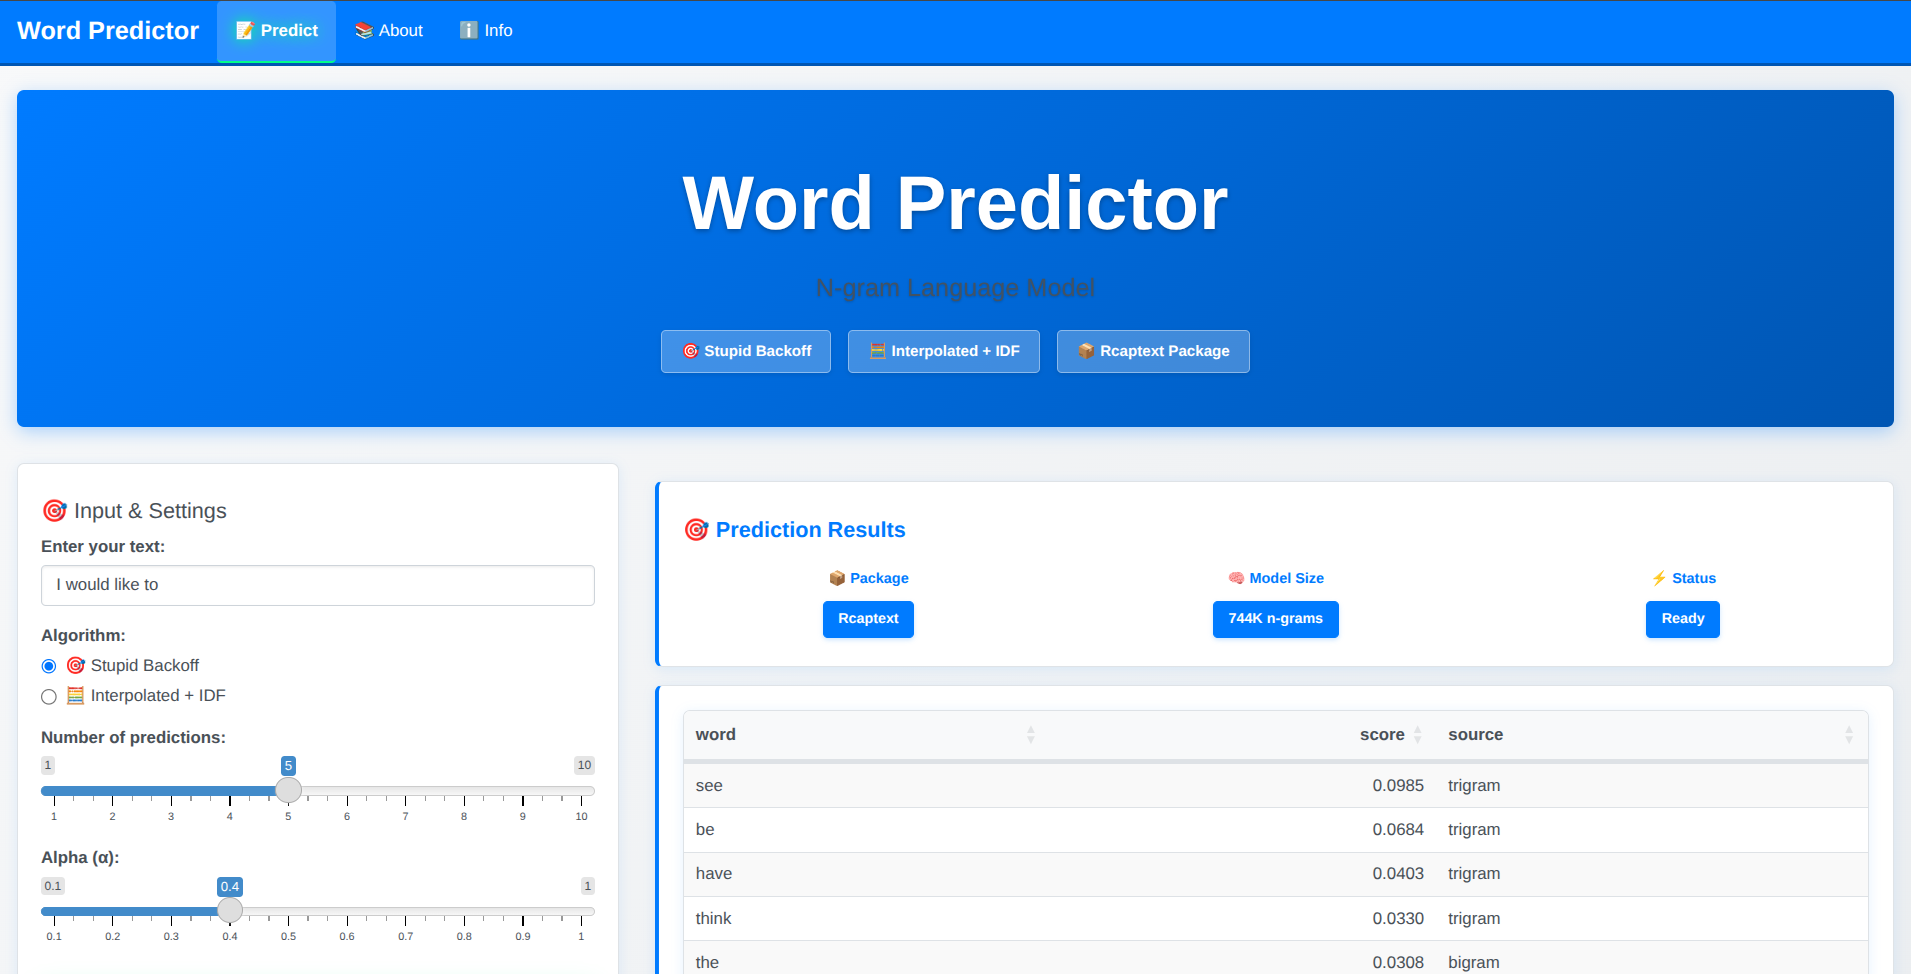 Word Predictor 📝 Predict 📚 About ℹ️ Info
Word Predictor
N-gram Language Model
🎯 Stupid Backoff 🧮 Interpolated + IDF 📦 Rcaptext Package
🎯 Input & Settings
Enter your text:
I would like to
Algorithm:
🎯 Stupid Backoff
🧮 Interpolated + IDF
Number of predictions:
1 5 10
1 2 3 4 5 6 7 8 9 10
Alpha (α):
0.1 0.4 1
0.1 0.2 0.3 0.4 0.5 0.6 0.7 0.8 0.9 1
🎯 Prediction Results
📦 Package 🧠 Model Size ⚡ Status
Rcaptext 744K n-grams Ready
word score source
see 0.0985 trigram
be 0.0684 trigram
have 0.0403 trigram
think 0.0330 trigram
the 0.0308 bigram